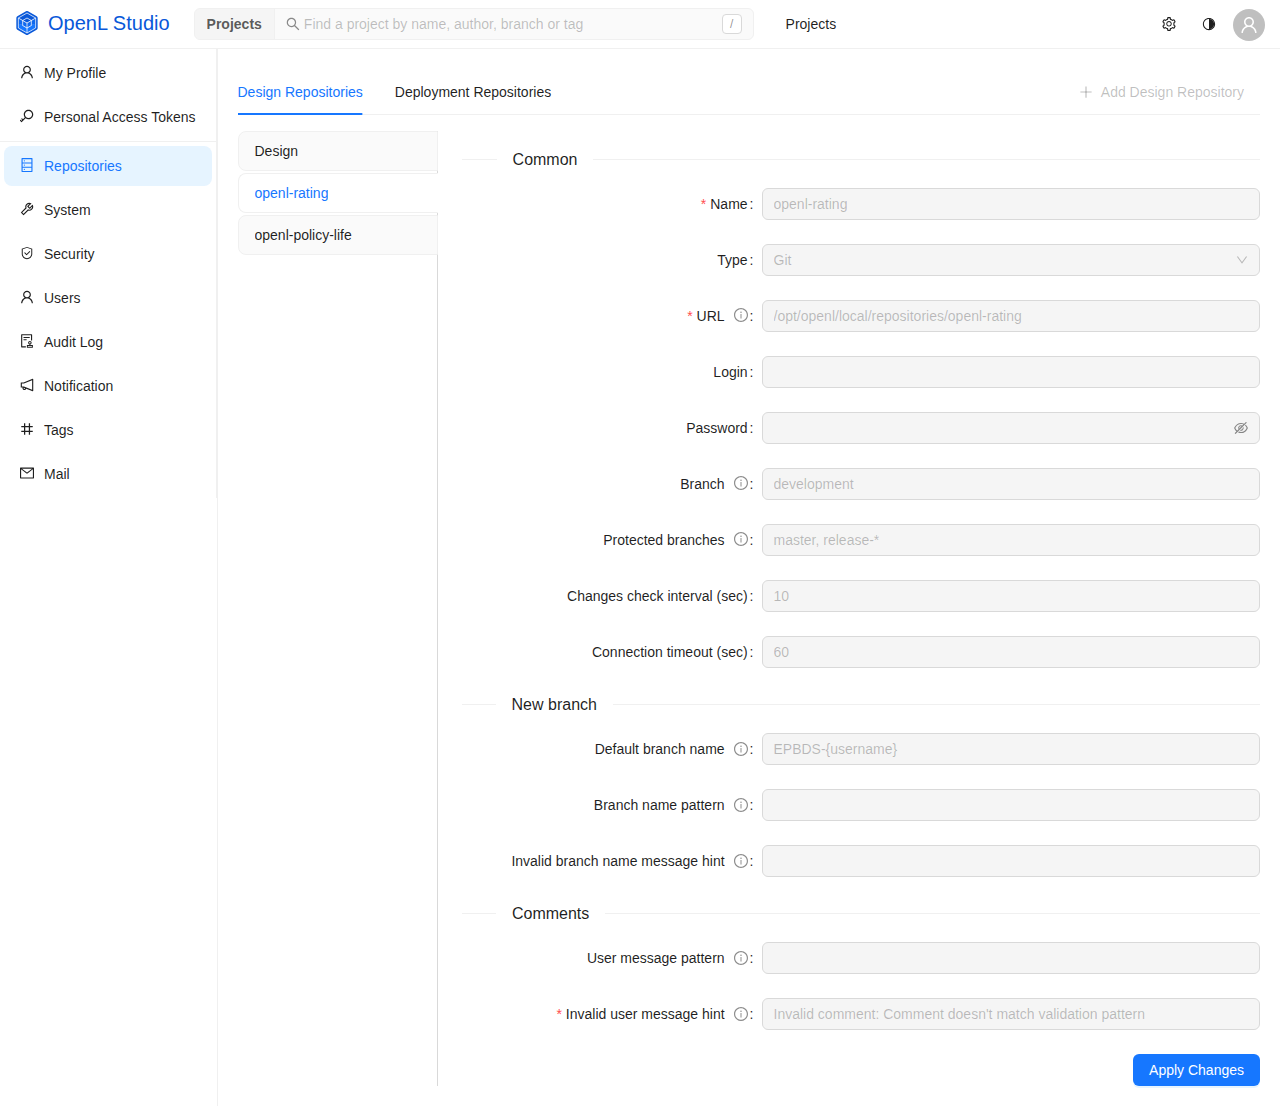 OpenL Studio
Projects
Find a project by name, author, branch or tag
/
Projects
My Profile
Personal Access Tokens
Repositories
System
Security
Users
Audit Log
Notification
Tags
Mail
Design Repositories
Deployment Repositories
Add Design Repository
Design
openl-rating
openl-policy-life
Common
* Name: openl-rating
Type: Git
* URL : /opt/openl/local/repositories/openl-rating
Login:
Password:
Branch : development
Protected branches : master, release-*
Changes check interval (sec): 10
Connection timeout (sec): 60
New branch
Default branch name : EPBDS-{username}
Branch name pattern :
Invalid branch name message hint :
Comments
User message pattern :
* Invalid user message hint : Invalid comment: Comment doesn't match validation pattern
Apply Changes